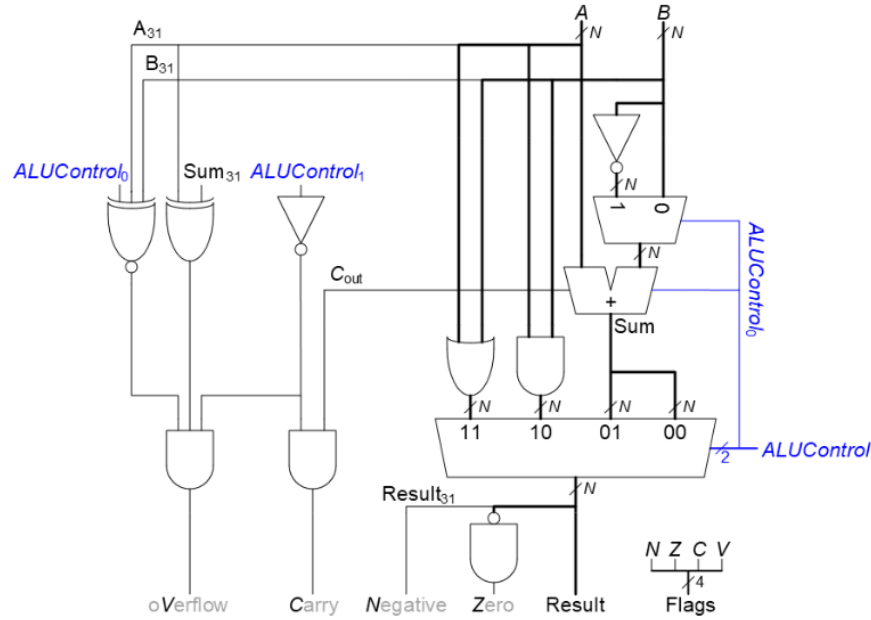 A B
N N
A31
B31
ALUControl0 Sum31 ALUControl1
N
1 0
ALUControl0
N
Cout
+
Sum
N N N N
11 10 01 00
2 ALUControl
N
Result31
N Z C V
4
oVerflow Carry Negative Zero Result Flags